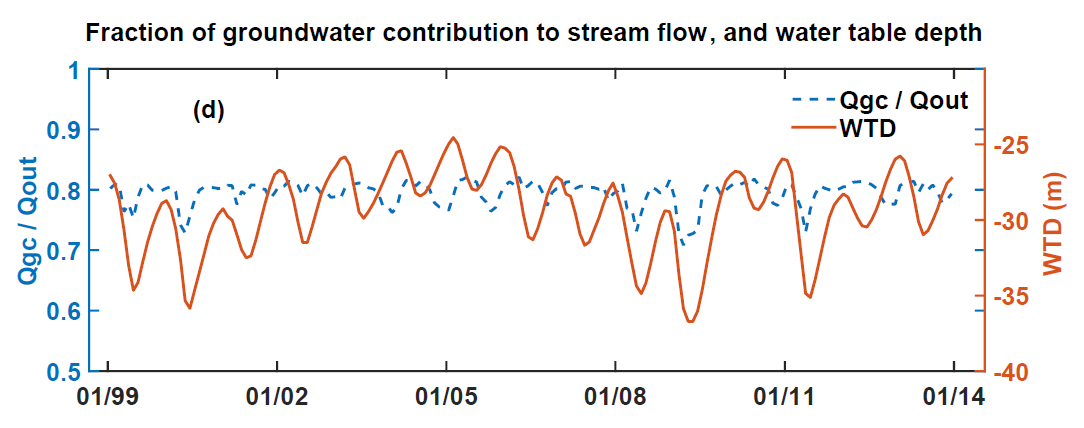 Fraction of groundwater contribution to stream flow, and water table depth
(d)
Qgc / Qout
WTD
1
0.9
0.8
0.7
0.6
0.5
Qgc / Qout
-25
-30
-35
-40
WTD (m)
01/99
01/02
01/05
01/08
01/11
01/14